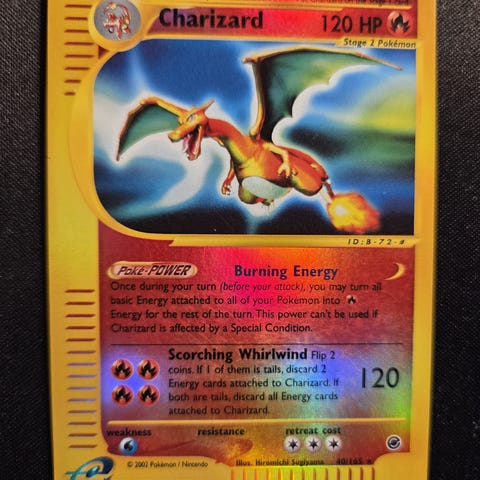 Charizard 120 HP
Stage 2 Pokémon
ID:B-72-4
Poké-POWER Burning Energy
Once during your turn (before your attack), you may turn all
basic Energy attached to all of your Pokémon into
Energy for the rest of the turn. This power can't be used if
Charizard is affected by a Special Condition.
Scorching Whirlwind Flip 2
coins. If 1 of them is tails, discard 2
Energy cards attached to Charizard. If
both are tails, discard all Energy cards
attached to Charizard.
120
weakness resistance retreat cost
© 2002 Pokémon / Nintendo Illus. Hiromichi Sugiyama 40/165 ★